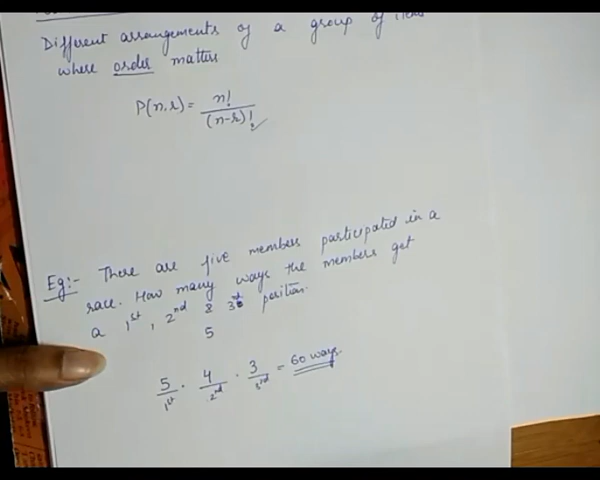 Different arrangements of a group of items
where order matters
P(n,r) = n! / (n-r)!
Eg:- There are five members participated in a
race. How many ways the members get
a 1st, 2nd & 3rd position.
5
5/1st . 4/2nd . 3/3rd = 60 ways.